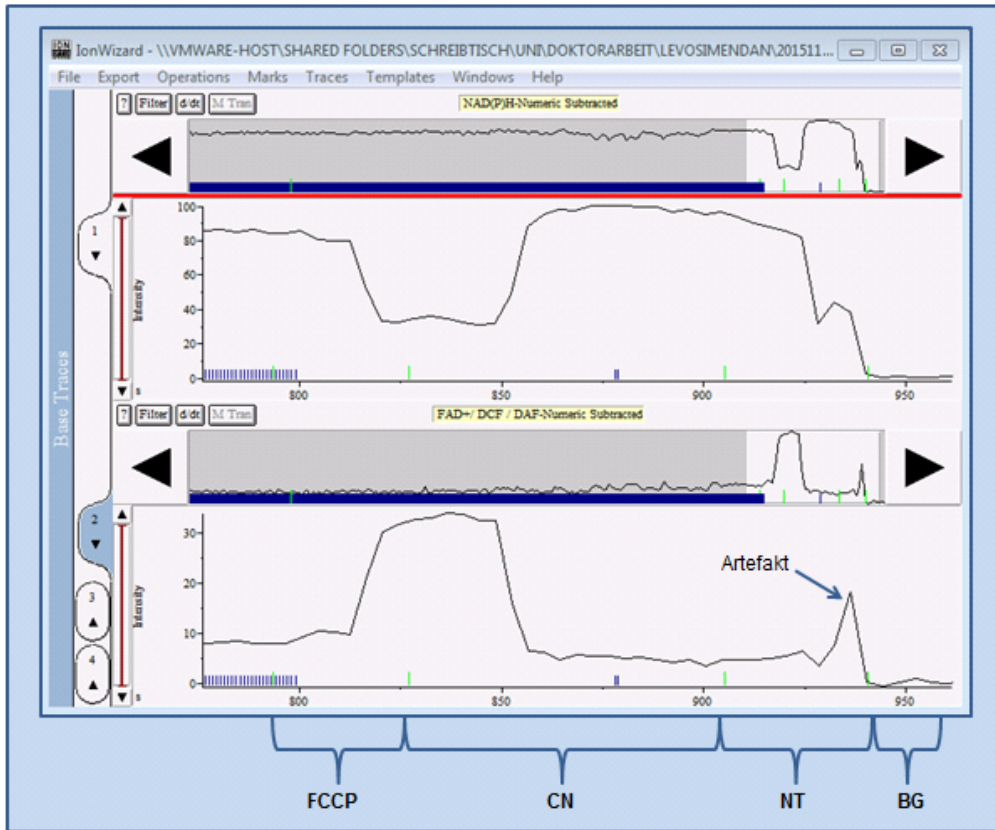 ION
WIZARD
IonWizard - \\VMWARE-HOST\SHARED FOLDERS\SCHREIBTISCH\UNI\DOKTORARBEIT\LEVOSIMENDAN\201511...
File Export Operations Marks Traces Templates Windows Help
? Filter d/dt M Tran NAD(P)H-Numeric Subtracted
1
100
80
60
40
20
0
Intensity
s 800 850 900 950
Base Traces
? Filter d/dt M Tran FAD+/ DCF / DAF-Numeric Subtracted
2
3
4
30
20
10
0
Intensity
Artefakt
s 800 850 900 950
FCCP CN NT BG